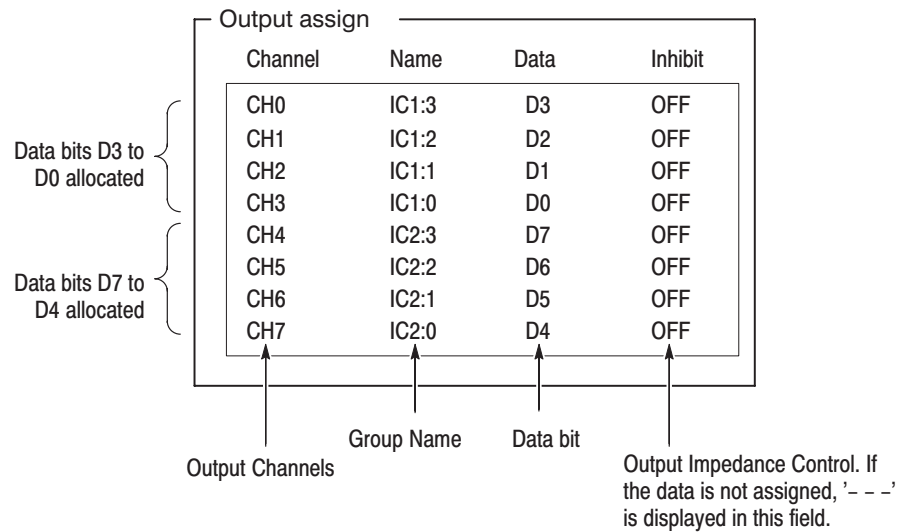 Output assign
Channel Name Data Inhibit
CH0 IC1:3 D3 OFF
CH1 IC1:2 D2 OFF
CH2 IC1:1 D1 OFF
CH3 IC1:0 D0 OFF
CH4 IC2:3 D7 OFF
CH5 IC2:2 D6 OFF
CH6 IC2:1 D5 OFF
CH7 IC2:0 D4 OFF
Data bits D3 to
D0 allocated
Data bits D7 to
D4 allocated
Output Channels
Group Name
Data bit
Output Impedance Control. If
the data is not assigned, '– – –'
is displayed in this field.